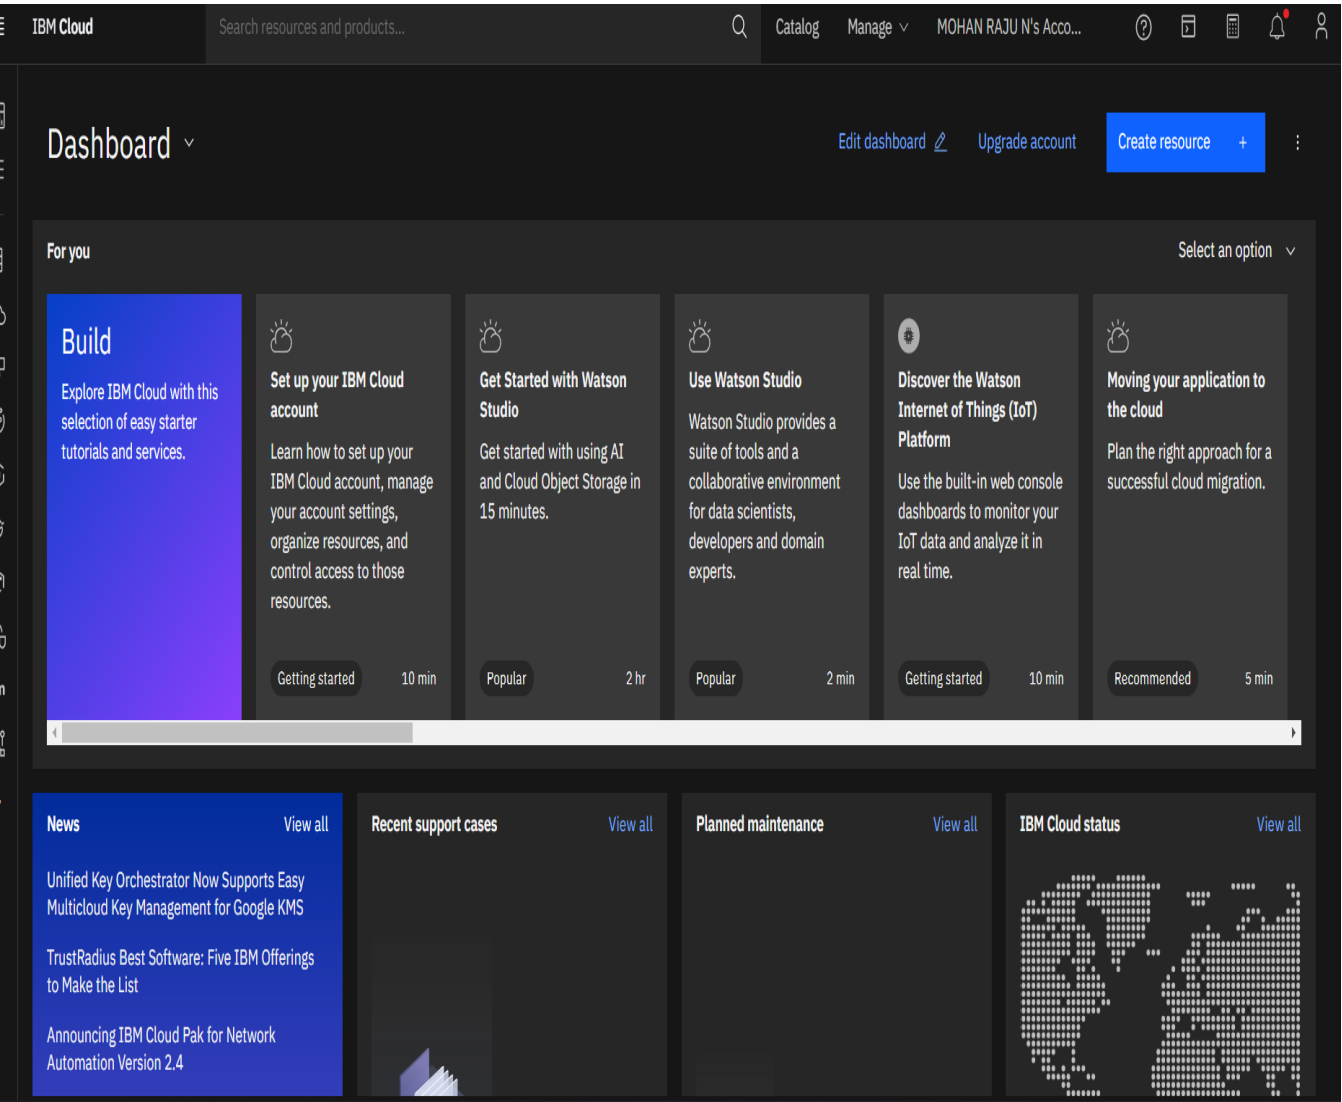 IBM Cloud
Search resources and products...
Catalog
Manage
MOHAN RAJU N's Acco...
Dashboard
Edit dashboard
Upgrade account
Create resource +
For you
Select an option
Build
Explore IBM Cloud with this
selection of easy starter
tutorials and services.
Set up your IBM Cloud
account
Learn how to set up your
IBM Cloud account, manage
your account settings,
organize resources, and
control access to those
resources.
Getting started
10 min
Get Started with Watson
Studio
Get started with using AI
and Cloud Object Storage in
15 minutes.
Popular
2 hr
Use Watson Studio
Watson Studio provides a
suite of tools and a
collaborative environment
for data scientists,
developers and domain
experts.
Popular
2 min
Discover the Watson
Internet of Things (IoT)
Platform
Use the built-in web console
dashboards to monitor your
IoT data and analyze it in
real time.
Getting started
10 min
Moving your application to
the cloud
Plan the right approach for a
successful cloud migration.
Recommended
5 min
News
View all
Unified Key Orchestrator Now Supports Easy
Multicloud Key Management for Google KMS
TrustRadius Best Software: Five IBM Offerings
to Make the List
Announcing IBM Cloud Pak for Network
Automation Version 2.4
Recent support cases
View all
Planned maintenance
View all
IBM Cloud status
View all